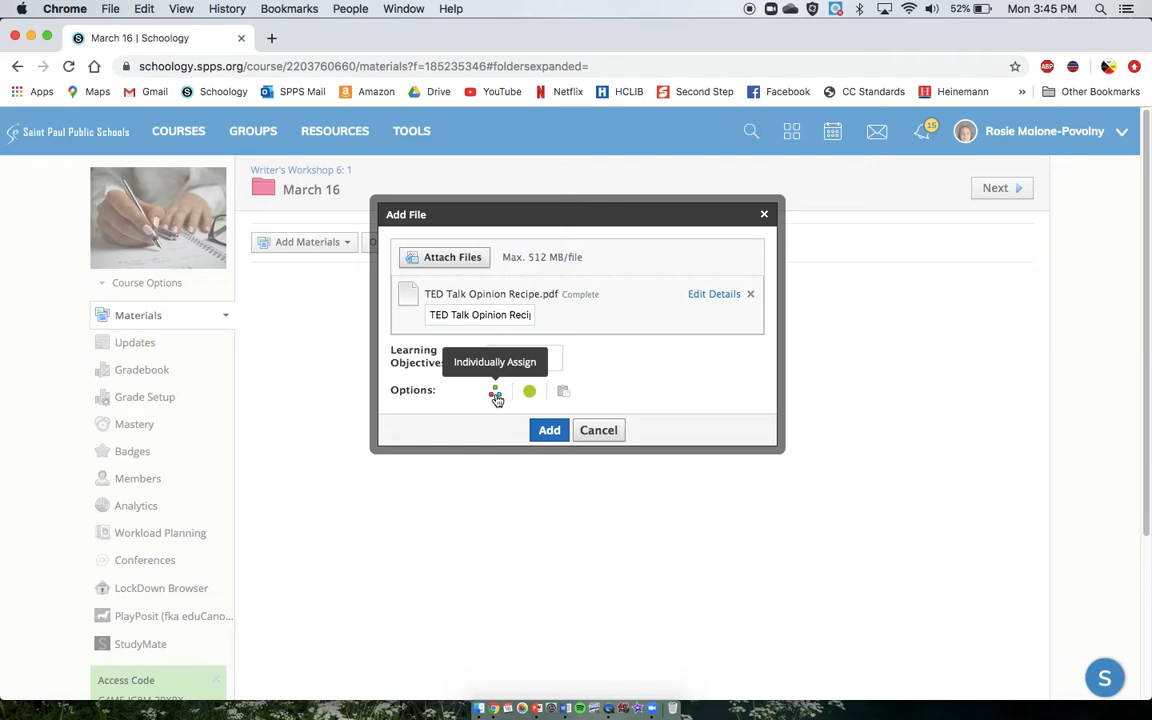 Chrome File Edit View History Bookmarks People Window Help 52% Mon 3:45 PM
March 16 | Schoology
schoology.spps.org/course/2203760660/materials?f=185235346#foldersexpanded=
Apps Maps Gmail Schoology SPPS Mail Amazon Drive YouTube Netflix HCLIB Second Step Facebook CC Standards Heinemann » Other Bookmarks
Saint Paul Public Schools COURSES GROUPS RESOURCES TOOLS 15 Rosie Malone-Povolny
Writer's Workshop 6: 1
March 16
Next
Add Materials
Add File
Attach Files Max. 512 MB/file
TED Talk Opinion Recipe.pdf Complete Edit Details
TED Talk Opinion Reci
Learning
Objective
Individually Assign
Options:
Add Cancel
Course Options
Materials
Updates
Gradebook
Grade Setup
Mastery
Badges
Members
Analytics
Workload Planning
Conferences
LockDown Browser
PlayPosit (fka eduCano...
StudyMate
Access Code
S